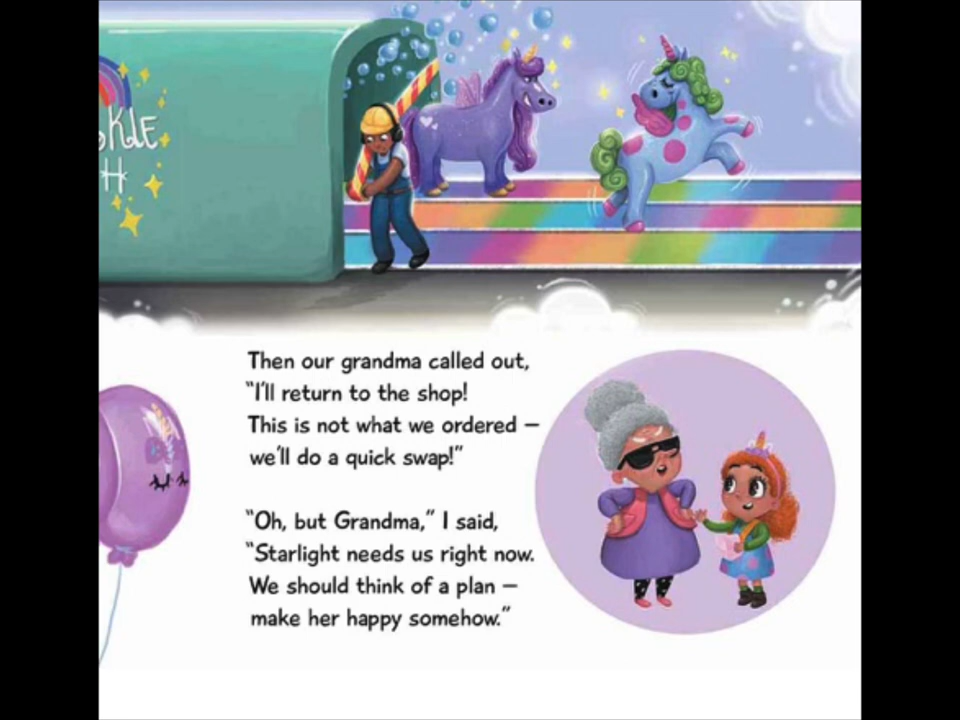 Then our grandma called out,
“I’ll return to the shop!
This is not what we ordered –
we’ll do a quick swap!”
“Oh, but Grandma,” I said,
“Starlight needs us right now.
We should think of a plan –
make her happy somehow.”